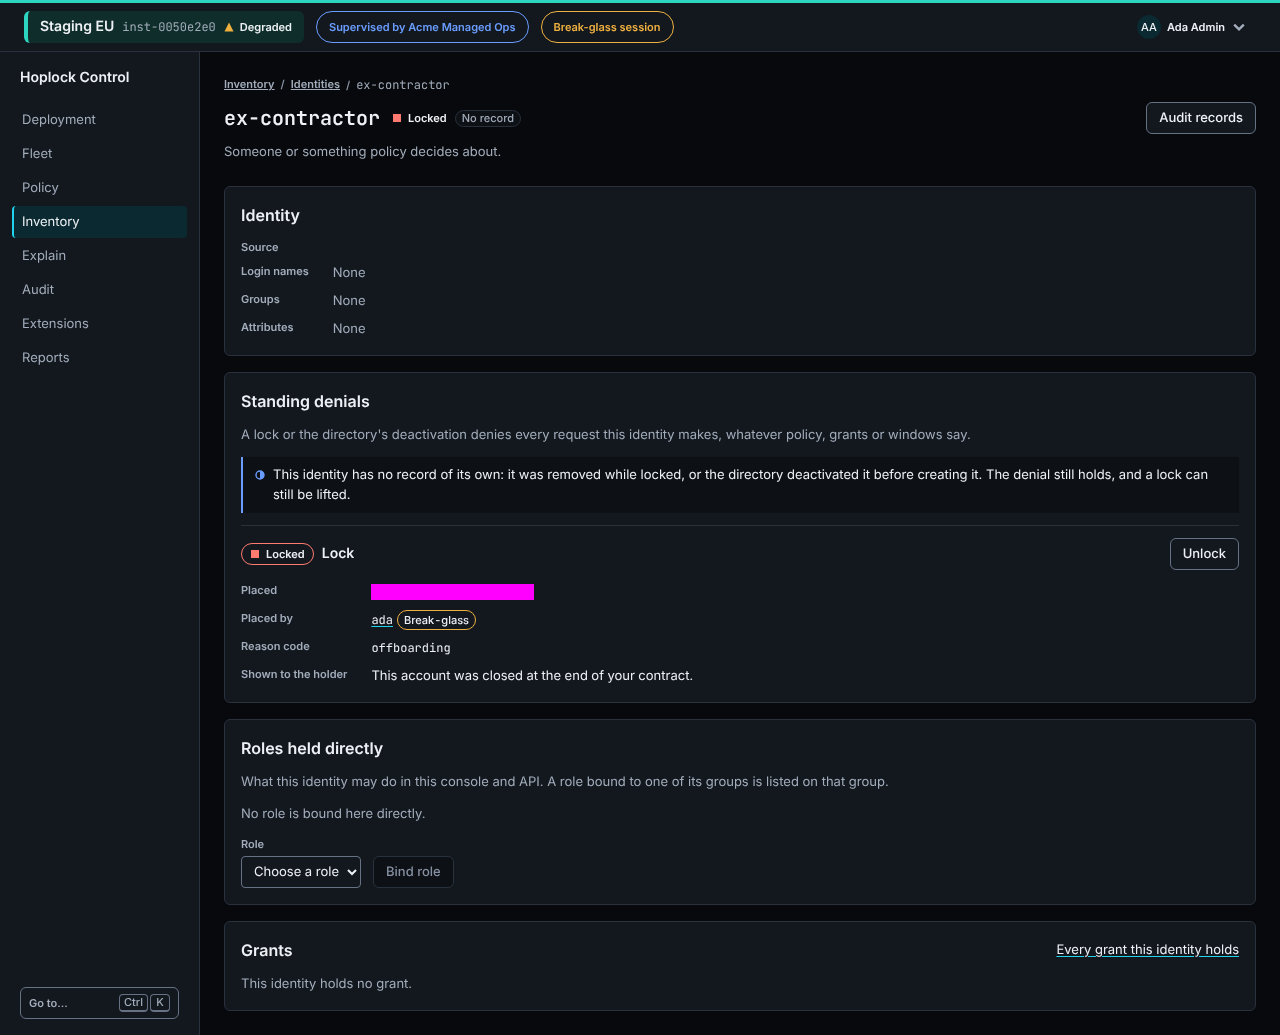 Staging EU inst-0050e2e0 Degraded
Supervised by Acme Managed Ops
Break-glass session
AA Ada Admin
Hoplock Control
Deployment
Fleet
Policy
Inventory
Explain
Audit
Extensions
Reports
Go to...
Ctrl K
Inventory / Identities / ex-contractor
ex-contractor Locked No record
Audit records
Someone or something policy decides about.
Identity
Source
Login names None
Groups None
Attributes None
Standing denials
A lock or the directory's deactivation denies every request this identity makes, whatever policy, grants or windows say.
This identity has no record of its own: it was removed while locked, or the directory deactivated it before creating it. The denial still holds, and a lock can
still be lifted.
Locked Lock
Unlock
Placed
Placed by ada Break-glass
Reason code offboarding
Shown to the holder This account was closed at the end of your contract.
Roles held directly
What this identity may do in this console and API. A role bound to one of its groups is listed on that group.
No role is bound here directly.
Role
Choose a role Bind role
Grants
Every grant this identity holds
This identity holds no grant.